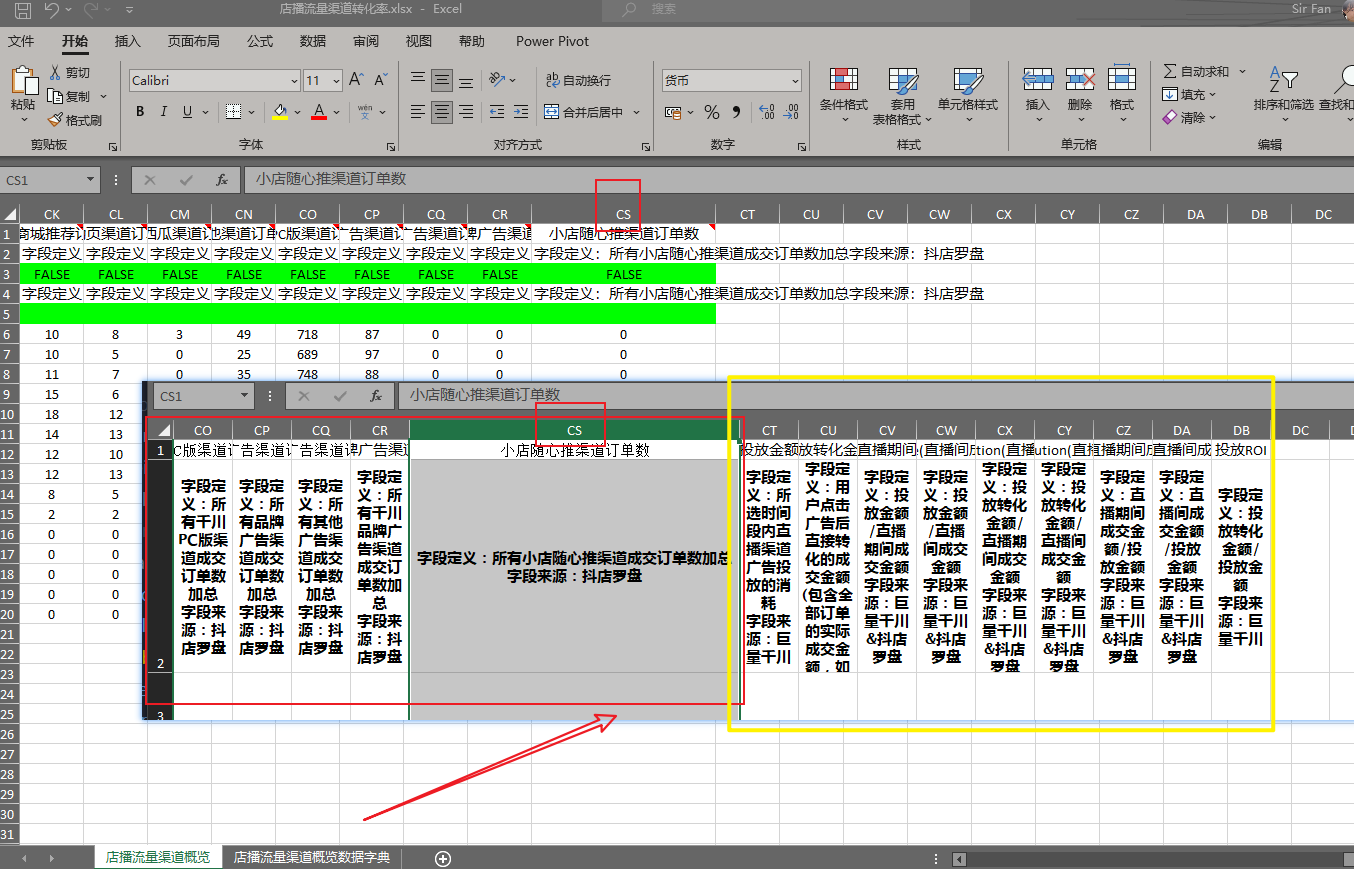 店播流量渠道转化率.xlsx - Excel
搜索
Sir Fan
文件 开始 插入 页面布局 公式 数据 审阅 视图 帮助 Power Pivot
粘贴 剪切 复制 格式刷
Calibri 11
B I U A wén 文
ab 自动换行
合并后居中
货币
条件格式 套用 表格格式 单元格样式
插入 删除 格式
自动求和 填充 清除
排序和筛选 查找和
剪贴板 字体 对齐方式 数字 样式 单元格 编辑
CS1 fx 小店随心推渠道订单数
CK CL CM CN CO CP CQ CR CS CT CU CV CW CX CY CZ DA DB DC
1 商城推荐订 页渠道订 西瓜渠道订 渠道订单 C版渠道订 广告渠道订 广告渠道订 牌广告渠道 小店随心推渠道订单数
2 字段定义 字段定义 字段定义 字段定义 字段定义 字段定义 字段定义 字段定义 字段定义：所有小店随心推渠道成交订单数加总字段来源：抖店罗盘
3 FALSE FALSE FALSE FALSE FALSE FALSE FALSE FALSE FALSE
4 字段定义 字段定义 字段定义 字段定义 字段定义 字段定义 字段定义 字段定义 字段定义：所有小店随心推渠道成交订单数加总字段来源：抖店罗盘
5
6 10 8 3 49 718 87 0 0 0
7 10 5 0 25 689 97 0 0 0
8 11 7 0 35 748 88 0 0 0
9 15 6
10 18 12
11 14 13
12 12 10
13 12 13
14 8 5
15 2 2
16 0 0
17 0 0
18 0 0
19 0 0
20 0 0
21
22
23
24
25
26
27
28
29
30
31
CS1 fx 小店随心推渠道订单数
CO CP CQ CR CS CT CU CV CW CX CY CZ DA DB DC
1 C版渠道订 广告渠道订 广告渠道订 牌广告渠道 小店随心推渠道订单数 投放金额 放转化金 直播期间 (直播间成 tion(直播 ution(直播 直播期间成 直播间成 投放ROI
2
字段定义：所有千川PC版渠道成交订单数加总
字段来源：抖店罗盘
字段定义：所有品牌广告渠道成交订单数加总
字段来源：抖店罗盘
字段定义：所有其他广告渠道成交订单数加总
字段来源：抖店罗盘
字段定义：所有千川品牌广告渠道成交订单数加总
字段来源：抖店罗盘
字段定义：所有小店随心推渠道成交订单数加总
字段来源：抖店罗盘
字段定义：所选时间段内直播渠道广告投放的消耗
字段来源：巨量千川
字段定义：用户点击广告后直接转化的成交金额(包含全部订单的实际成交金额，如
字段定义：投放金额/直播期间成交金额
字段来源：巨量千川&抖店罗盘
字段定义：投放金额/直播间成交金额
字段来源：巨量千川&抖店罗盘
字段定义：投放转化金额/直播期间成交金额
字段来源：巨量千川&抖店罗盘
字段定义：投放转化金额/直播间成交金额
字段来源：巨量千川&抖店罗盘
字段定义：直播期间成交金额/投放金额
字段来源：巨量千川&抖店罗盘
字段定义：直播间成交金额/投放金额
字段来源：巨量千川&抖店罗盘
字段定义：投放转化金额/投放金额
字段来源：巨量千川
3
店播流量渠道概览 店播流量渠道概览数据字典